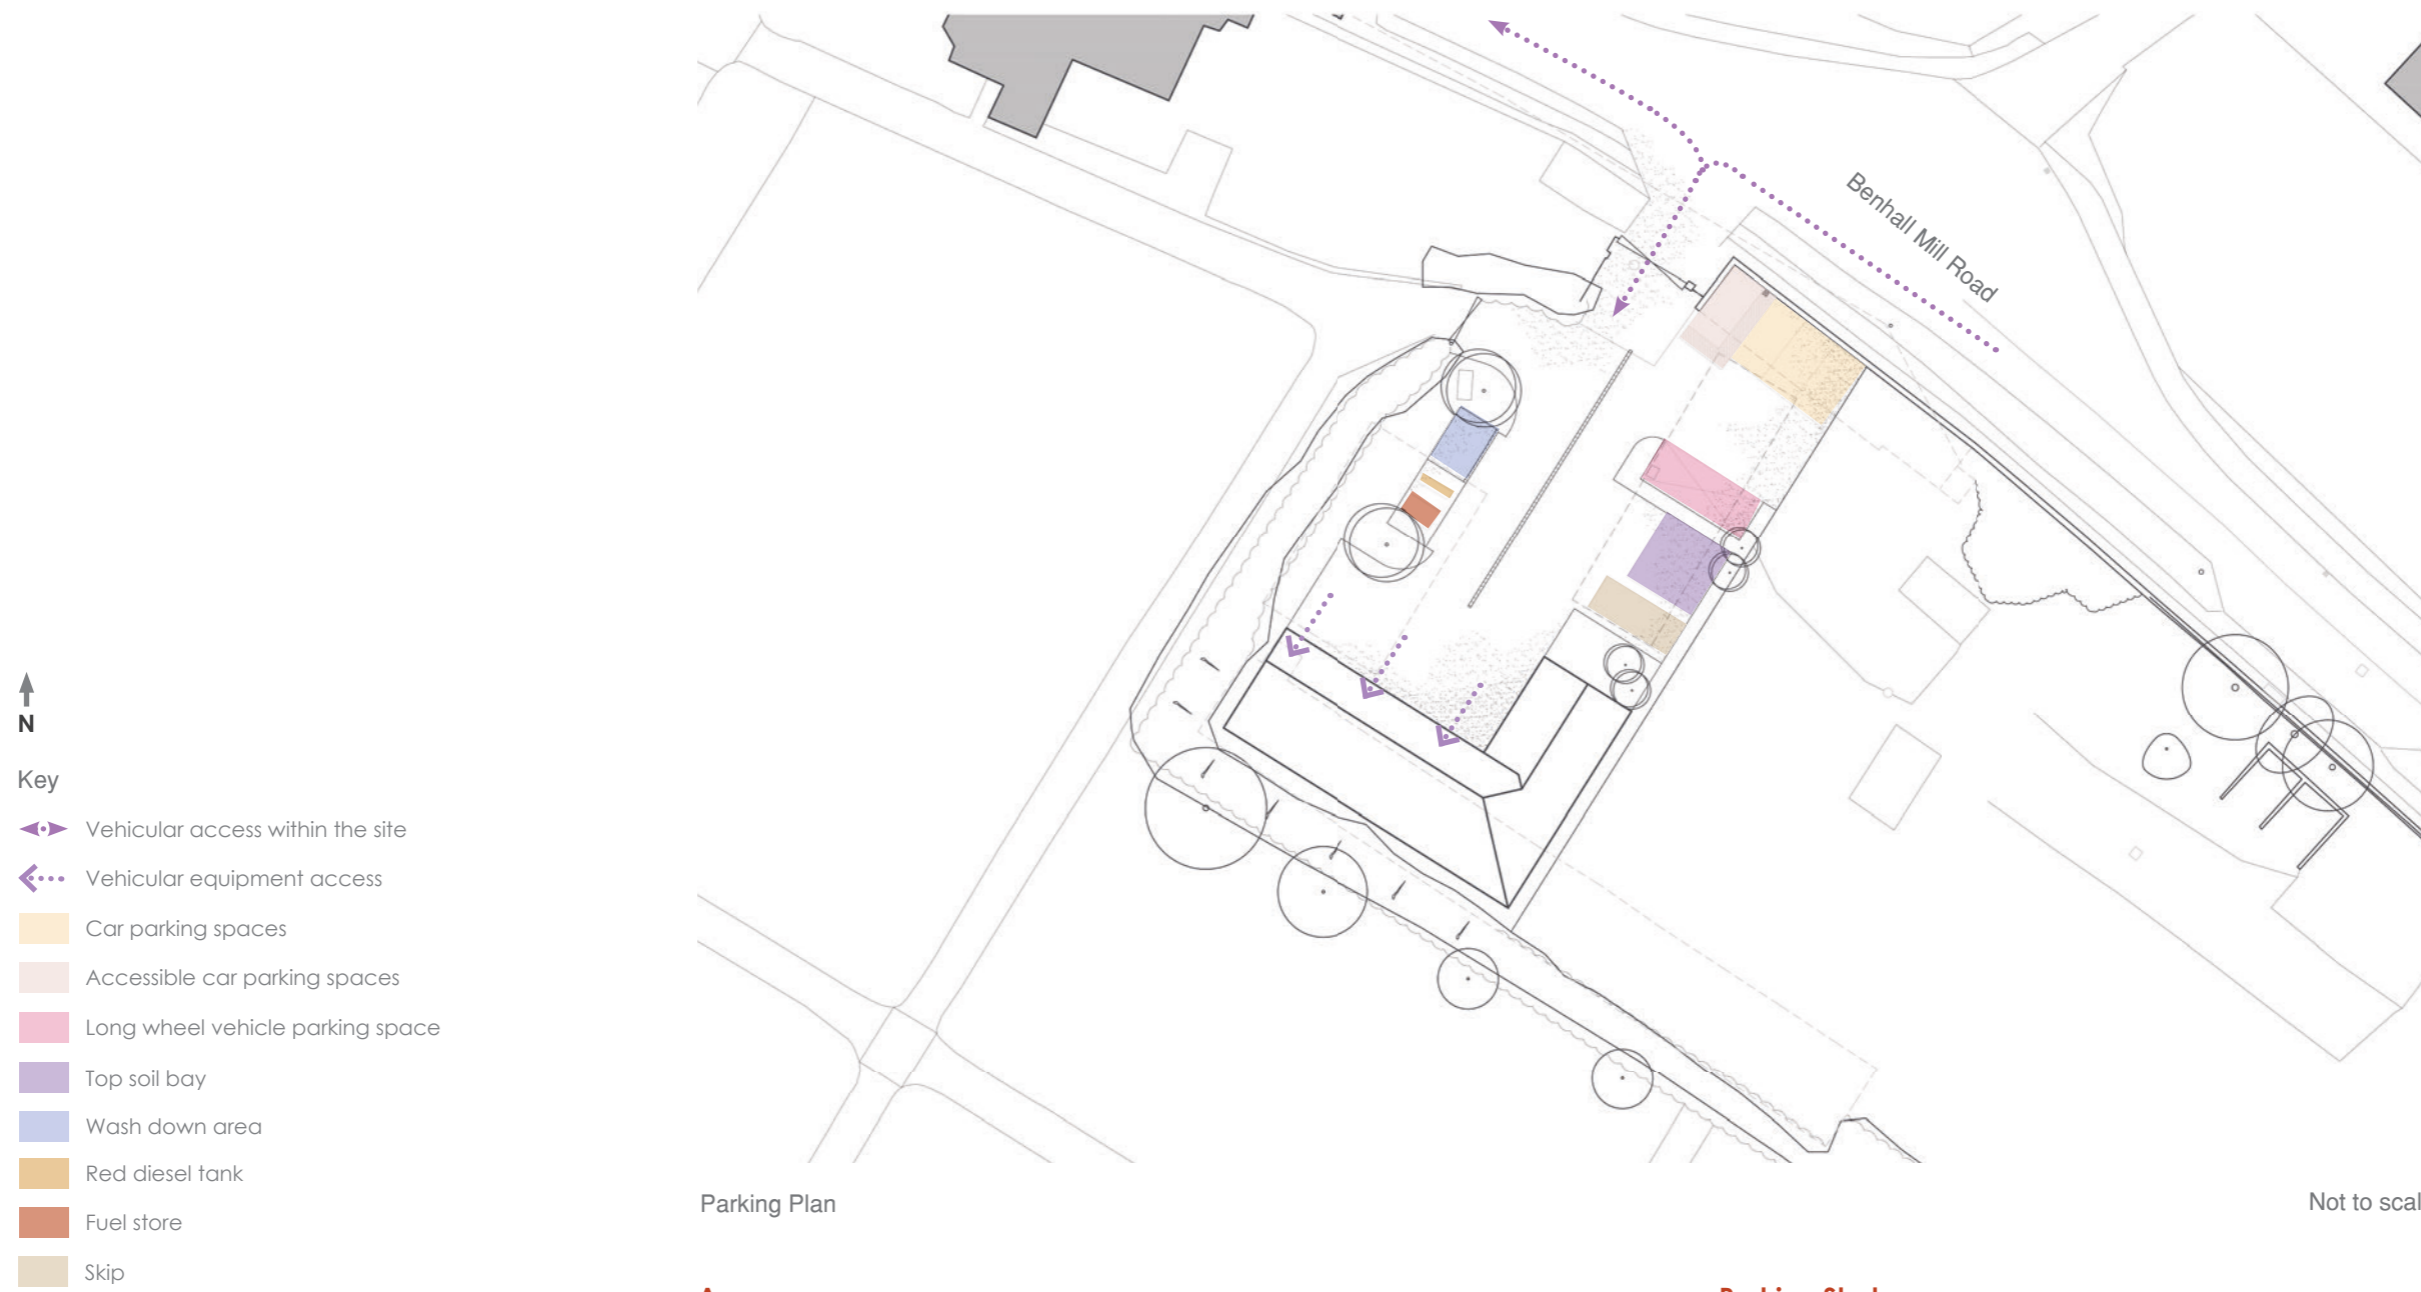 Benhall Mill Road
N
Key
Vehicular access within the site
Vehicular equipment access
Car parking spaces
Accessible car parking spaces
Long wheel vehicle parking space
Top soil bay
Wash down area
Red diesel tank
Fuel store
Skip
Parking Plan
Not to scal